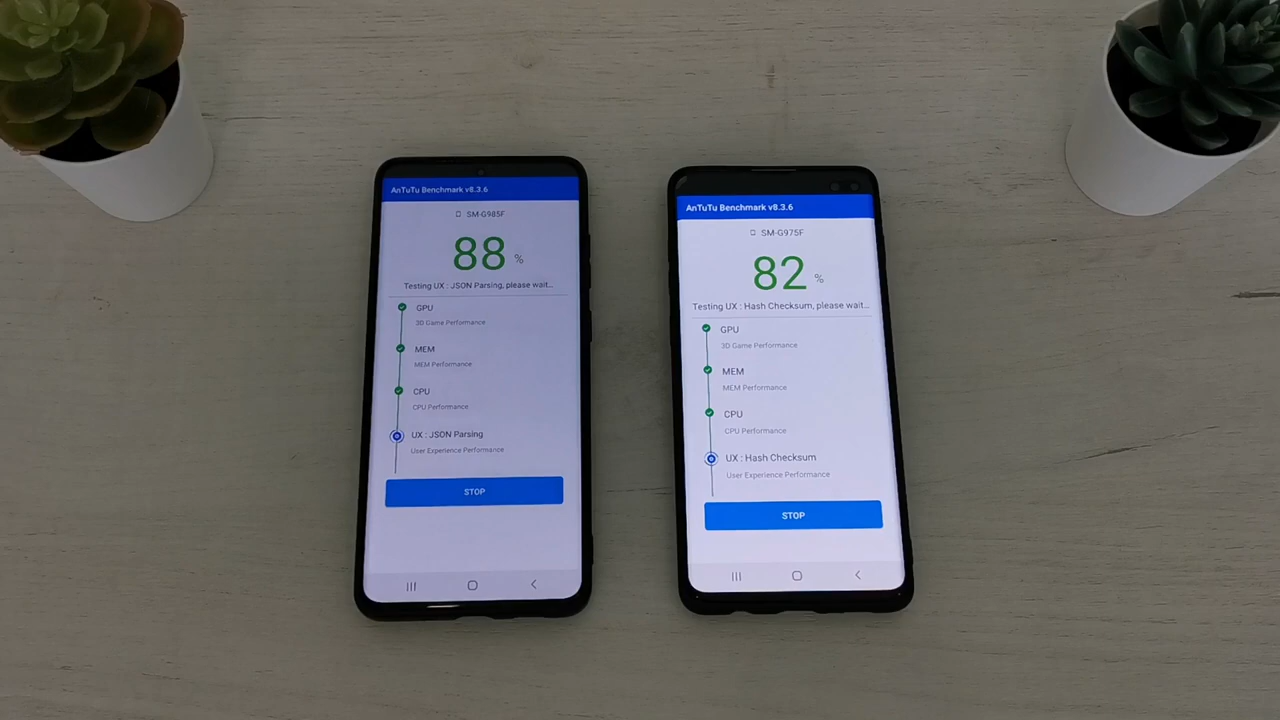 AnTuTu Benchmark v8.3.6
SM-G985F
88 %
Testing UX : JSON Parsing, please wait...
GPU
3D Game Performance
MEM
MEM Performance
CPU
CPU Performance
UX : JSON Parsing
User Experience Performance
STOP
AnTuTu Benchmark v8.3.6
SM-G975F
82 %
Testing UX : Hash Checksum, please wait...
GPU
3D Game Performance
MEM
MEM Performance
CPU
CPU Performance
UX : Hash Checksum
User Experience Performance
STOP